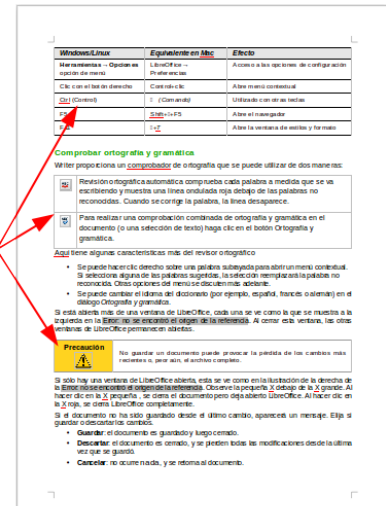 Windows/Linux Equivalente en Mac Efecto
Herramientas → Opciones LibreOffice → Acceso a las opciones de configuración
opción de menú Preferencias
Clic con el botón derecho Control+clic Abre menú contextual
Ctrl (Control) (Comando) Utilizado con otras teclas
F5 Shift+⌘+F5 Abre el navegador
⌘+T Abre la ventana de estilos y formato
Comprobar ortografía y gramática
Writer proporciona un comprobador de ortografía que se puede utilizar de dos maneras:
Revisión ortográfica automática comprueba cada palabra a medida que se va
escribiendo y muestra una línea ondulada roja debajo de las palabras no
reconocidas. Cuando se corrige la palabra, la línea desaparece.
Para realizar una comprobación combinada de ortografía y gramática en el
documento (o una selección de texto) haga clic en el botón Ortografía y
gramática.
Aquí tiene algunas características más del revisor ortográfico
• Se puede hacer clic derecho sobre una palabra subrayada para abrir un menú contextual.
Si selecciona alguna de las palabras sugeridas, la selección reemplazará la palabra no
reconocida. Otras opciones del menú se discuten más adelante.
• Se puede cambiar el idioma del diccionario (por ejemplo, español, francés o alemán) en el
diálogo Ortografía y gramática.
Si está abierta más de una ventana de LibreOffice, cada una se ve como la que se muestra a la
izquierda en la Error: no se encontró el origen de la referencia. Al cerrar esta ventana, las otras
ventanas de LibreOffice permanecen abiertas.
Precaución
No guardar un documento puede provocar la pérdida de los cambios más
recientes o, peor aún, el archivo completo.
Si sólo hay una ventana de LibreOffice abierta, esta se ve como en la ilustración de la derecha de
la Error: no se encontró el origen de la referencia. Observe la pequeña X debajo de la X grande. Al
hacer clic en la X pequeña , se cierra el documento pero deja abierto LibreOffice. Al hacer clic en
la X roja, se cierra LibreOffice completamente.
Si el documento no ha sido guardado desde el último cambio, aparecerá un mensaje. Elija si
guardar o descartar los cambios.
• Guardar: el documento es guardado y luego cerrado.
• Descartar: el documento es cerrado, y se pierden todas las modificaciones desde la última
vez que se guardó.
• Cancelar: no ocurre nada, y se retorna al documento.